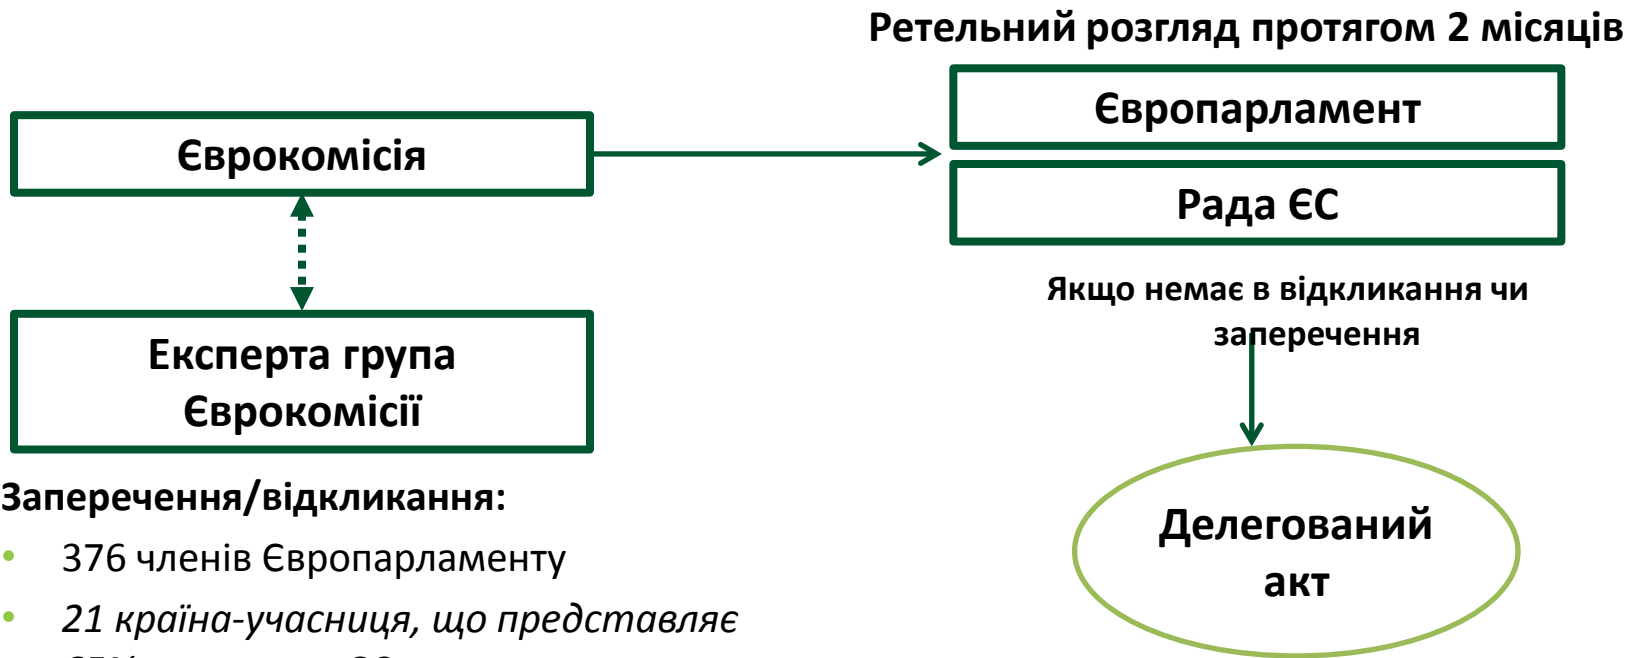 Ретельний розгляд протягом 2 місяців
Європарламент
Єврокомісія
Рада ЄС
Якщо немає в відкликання чи
заперечення
Експерта група
Єврокомісії
Заперечення/відкликання:
• 376 членів Європарламенту
• 21 країна-учасниця, що представляє
Делегований
акт